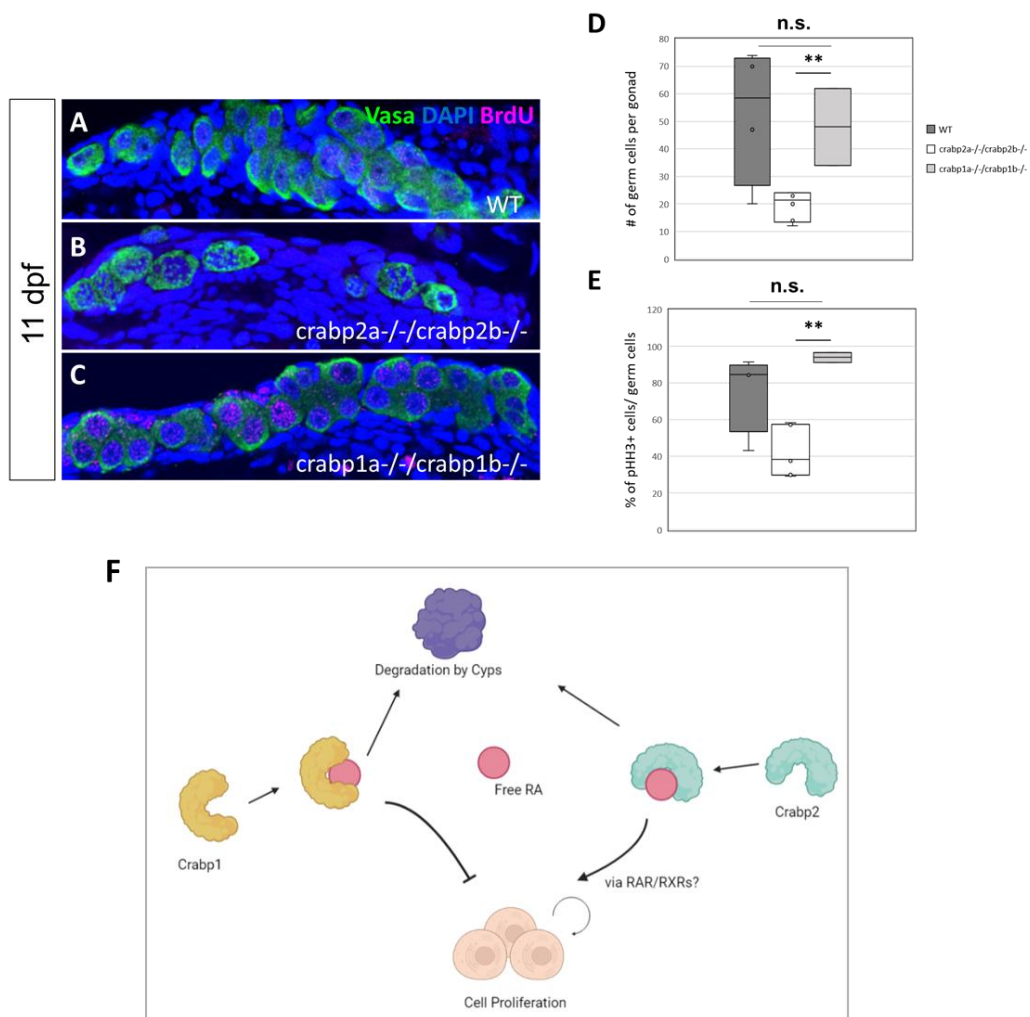 11 dpf
A
Vasa DAPI BrdU
WT
B
crabp2a-/-/crabp2b-/-
C
crabp1a-/-/crabp1b-/-
D
n.s.
**
# of germ cells per gonad
80
70
60
50
40
30
20
10
0
WT
crabp2a-/-/crabp2b-/-
crabp1a-/-/crabp1b-/-
E
n.s.
**
% of pHH3+ cells/ germ cells
120
100
80
60
40
20
0
F
Degradation by Cyps
Free RA
Crabp1
Crabp2
via RAR/RXRs?
Cell Proliferation